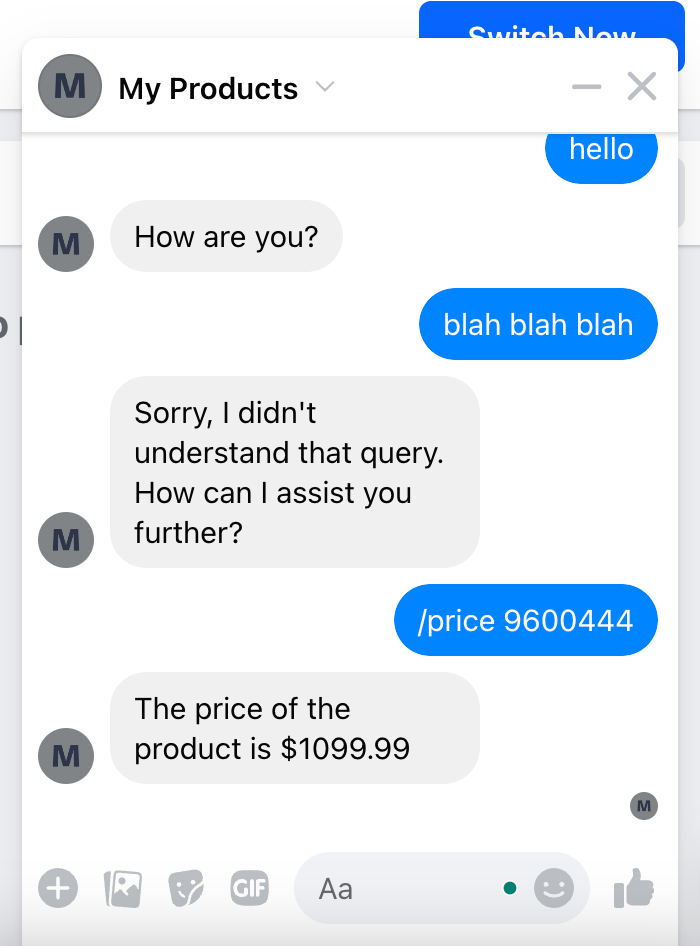 Switch Now
M
My Products
hello
M
How are you?
blah blah blah
Sorry, I didn't
understand that query.
How can I assist you
further?
M
/price 9600444
The price of the
product is $1099.99
M
M
GIF
Aa